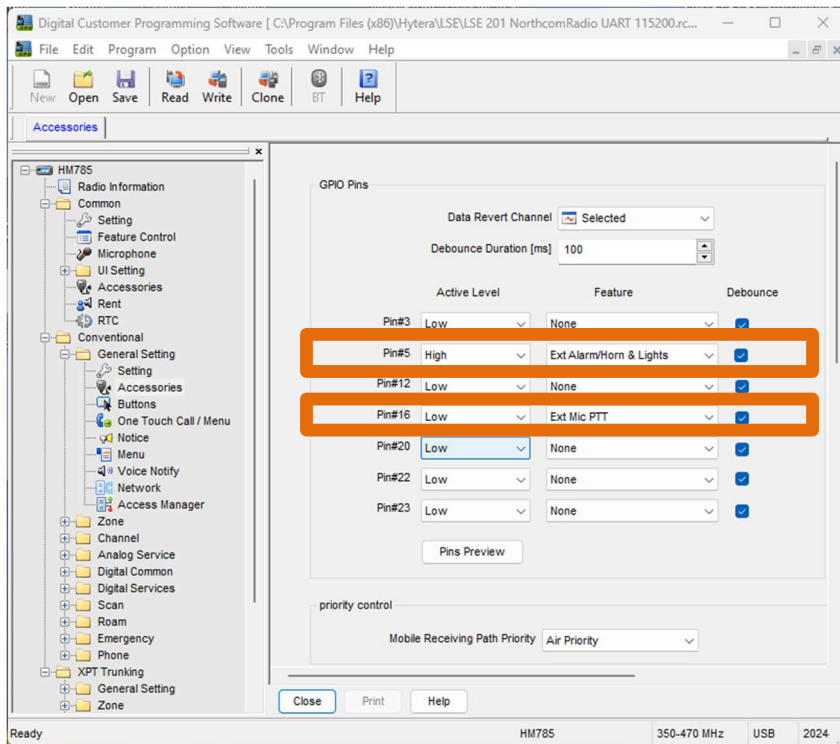 Digital Customer Programming Software [ C:\Program Files (x86)\Hytera\LSE\LSE 201 NorthcomRadio UART 115200.rc...
File Edit Program Option View Tools Window Help
New Open Save Read Write Clone BT Help
Accessories
HM785
Radio Information
Common
Setting
Feature Control
Microphone
UI Setting
Accessories
Rent
RTC
Conventional
General Setting
Setting
Accessories
Buttons
One Touch Call / Menu
Notice
Menu
Voice Notify
Network
Access Manager
Zone
Channel
Analog Service
Digital Common
Digital Services
Scan
Roam
Emergency
Phone
XPT Trunking
General Setting
Zone
GPIO Pins
Data Revert Channel Selected
Debounce Duration [ms] 100
Active Level Feature Debounce
Pin#3 Low None
Pin#5 High Ext Alarm/Horn & Lights
Pin#12 Low None
Pin#16 Low Ext Mic PTT
Pin#20 Low None
Pin#22 Low None
Pin#23 Low None
Pins Preview
priority control
Mobile Receiving Path Priority Air Priority
Close Print Help
Ready HM785 350-470 MHz USB 2024